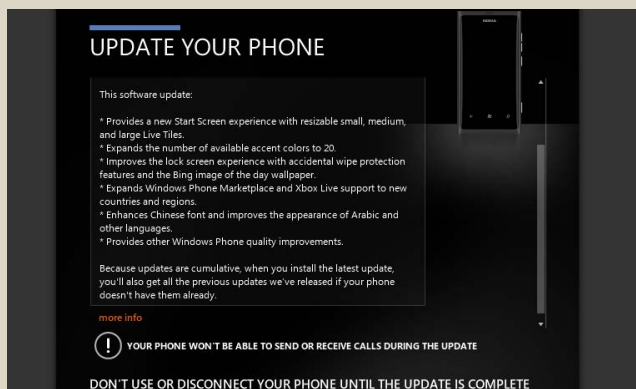 NOKIA
UPDATE YOUR PHONE
This software update:
* Provides a new Start Screen experience with resizable small, medium,
and large Live Tiles.
* Expands the number of available accent colors to 20.
* Improves the lock screen experience with accidental wipe protection
features and the Bing image of the day wallpaper.
* Expands Windows Phone Marketplace and Xbox Live support to new
countries and regions.
* Enhances Chinese font and improves the appearance of Arabic and
other languages.
* Provides other Windows Phone quality improvements.
Because updates are cumulative, when you install the latest update,
you'll also get all the previous updates we've released if your phone
doesn't have them already.
more info
YOUR PHONE WON'T BE ABLE TO SEND OR RECEIVE CALLS DURING THE UPDATE
DON'T USE OR DISCONNECT YOUR PHONE UNTIL THE UPDATE IS COMPLETE